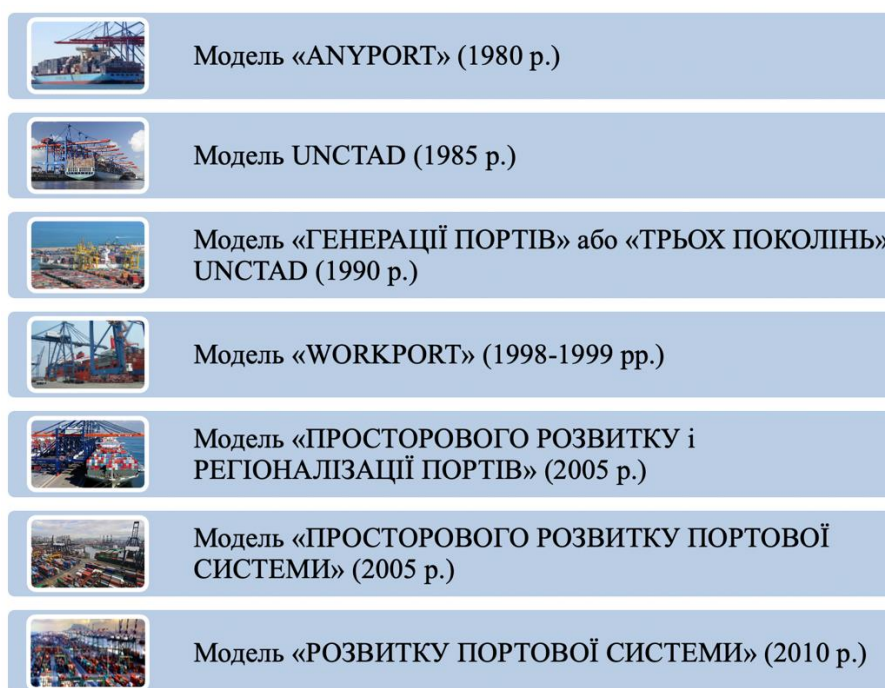 Модель «ANYPORT» (1980 р.)
Модель UNCTAD (1985 р.)
Модель «ГЕНЕРАЦІЇ ПОРТІВ» або «ТРЬОХ ПОКОЛІНЬ»
UNCTAD (1990 р.)
Модель «WORKPORT» (1998-1999 рр.)
Модель «ПРОСТОРОВОГО РОЗВИТКУ і
РЕГІОНАЛІЗАЦІЇ ПОРТІВ» (2005 р.)
Модель «ПРОСТОРОВОГО РОЗВИТКУ ПОРТОВОЇ
СИСТЕМИ» (2005 р.)
Модель «РОЗВИТКУ ПОРТОВОЇ СИСТЕМИ» (2010 р.)